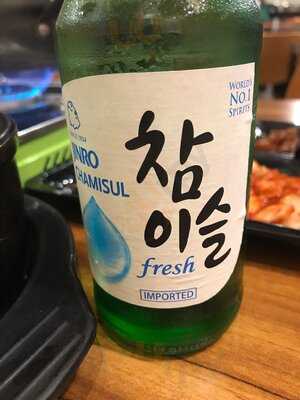 WORLD'S
NO.1
SPIRITS
JINRO
CHAMISUL
참
이슬
fresh
IMPORTED